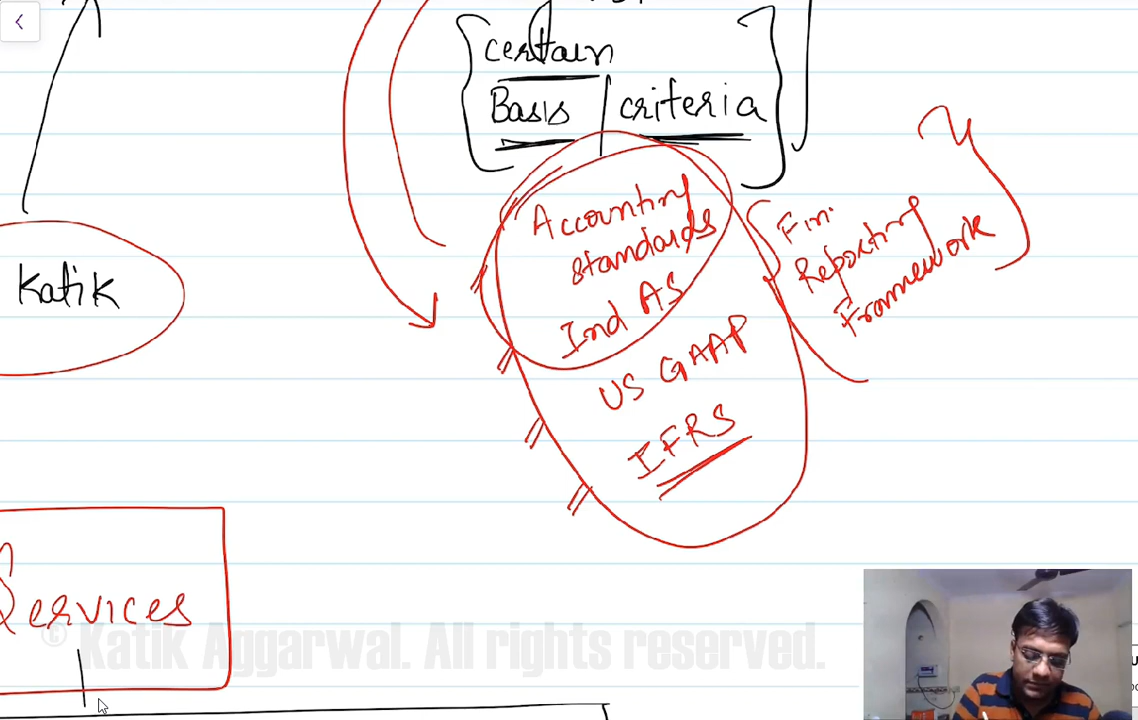 certain
Basis / criteria
Accounting
standards
Ind AS
US GAAP
IFRS
Fin.
Reporting
Framework
Katik
Services
© Katik Aggarwal. All rights reserved.